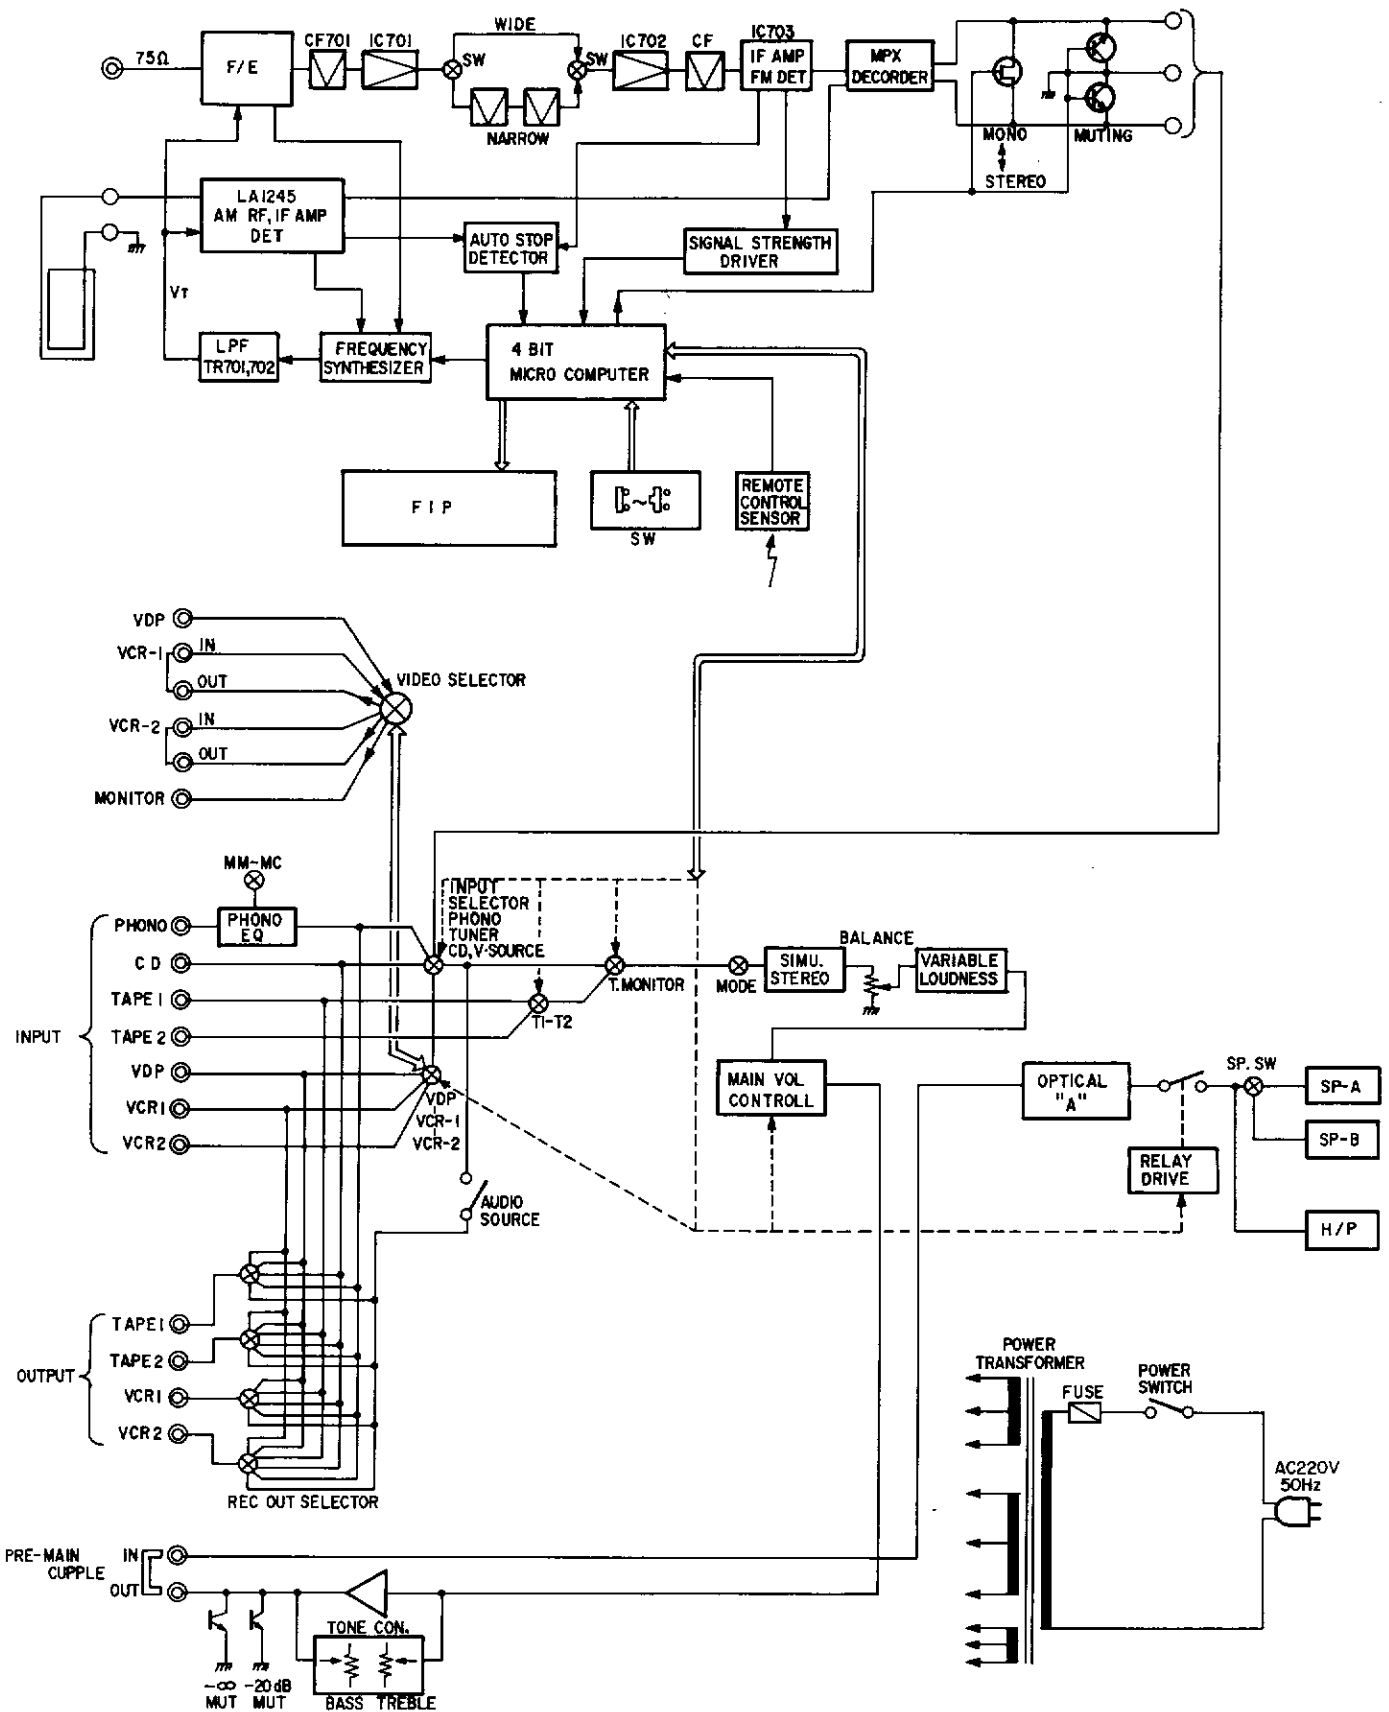 75Ω
F/E
CF701
IC701
WIDE
SW
SW
NARROW
IC702
CF
IC703
IF AMP
FM DET
MPX
DECORDER
MONO
STEREO
MUTING
LA1245
AM RF, IF AMP
DET
AUTO STOP
DETECTOR
SIGNAL STRENGTH
DRIVER
VT
LPF
TR701,702
FREQUENCY
SYNTHESIZER
4 BIT
MICRO COMPUTER
FIP
~
SW
REMOTE
CONTROL
SENSOR
VDP
VCR-1
IN
OUT
VCR-2
IN
OUT
MONITOR
VIDEO SELECTOR
MM-MC
PHONO
EQ
INPUT
PHONO
CD
TAPE 1
TAPE 2
VDP
VCR1
VCR2
INPUT
SELECTOR
PHONO
TUNER
CD,V-SOURCE
T1-T2
T.MONITOR
MODE
SIMU.
STEREO
BALANCE
VARIABLE
LOUDNESS
VDP
VCR-1
VCR-2
AUDIO
SOURCE
MAIN VOL
CONTROLL
OPTICAL
"A"
SP. SW
SP-A
SP-B
RELAY
DRIVE
H/P
OUTPUT
TAPE1
TAPE2
VCR1
VCR2
REC OUT SELECTOR
POWER
TRANSFORMER
FUSE
POWER
SWITCH
AC220V
50Hz
PRE-MAIN
CUPPLE
IN
OUT
-∞
MUT
-20dB
MUT
TONE CON.
BASS TREBLE